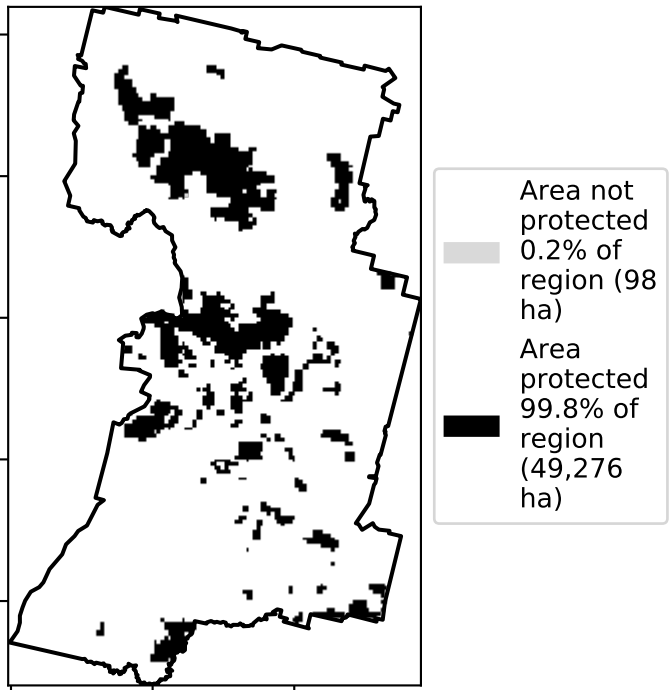 Area not
protected
0.2% of
region (98
ha)
Area
protected
99.8% of
region
(49,276
ha)